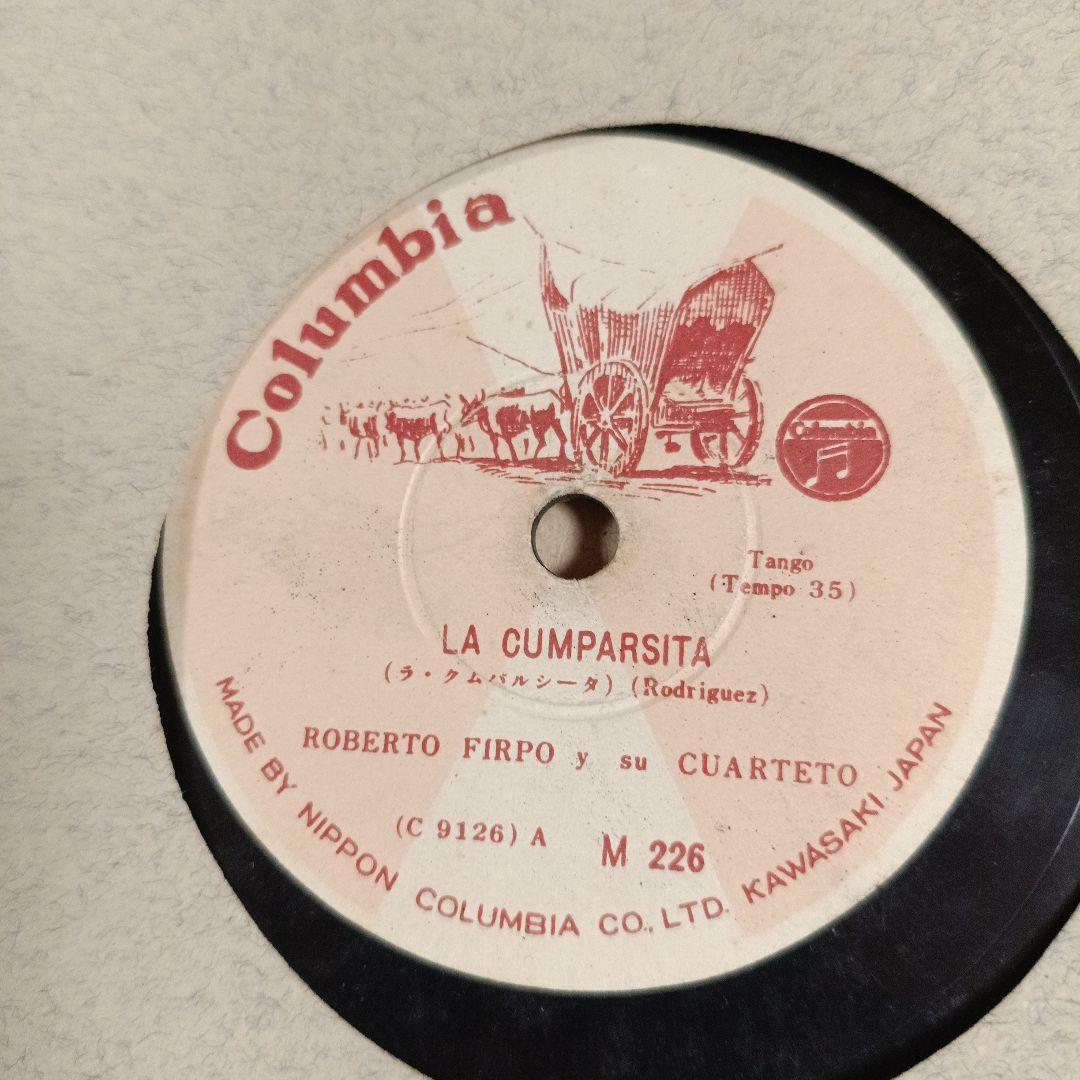 Columbia
Columbia
Tango
(Tempo 35)
LA CUMPARSITA
(ラ・クムパルシータ) (Rodriguez)
ROBERTO FIRPO y su CUARTETO
(C 9126) A M 226
MADE BY NIPPON COLUMBIA CO., LTD. KAWASAKI JAPAN